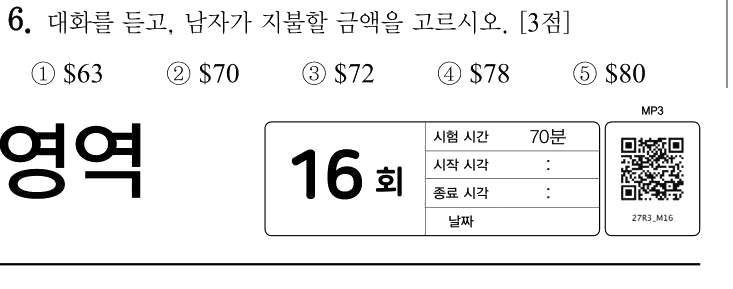 6. 대화를 듣고, 남자가 지불할 금액을 고르시오. [3점]
① $63 ② $70 ③ $72 ④ $78 ⑤ $80
영역
16 회
시험 시간 70분
시작 시각 :
종료 시각 :
날짜
MP3
27R3_M16